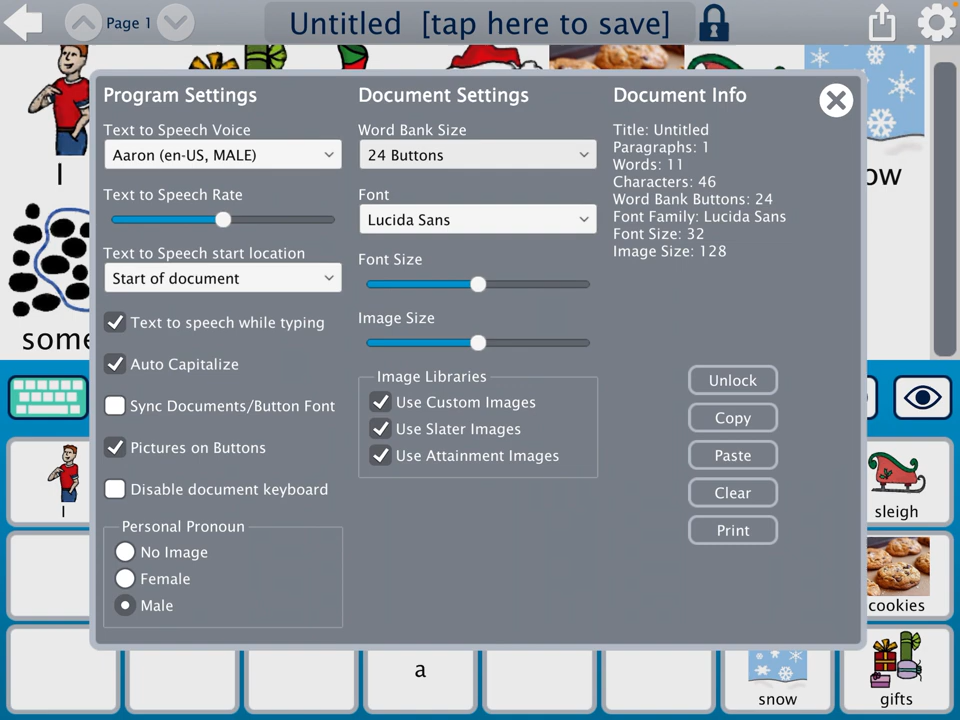 Page 1
Untitled [tap here to save]
I
some
Program Settings
Text to Speech Voice
Aaron (en-US, MALE)
Text to Speech Rate
Text to Speech start location
Start of document
Text to speech while typing
Auto Capitalize
Sync Documents/Button Font
Pictures on Buttons
Disable document keyboard
Personal Pronoun
No Image
Female
Male
Document Settings
Word Bank Size
24 Buttons
Font
Lucida Sans
Font Size
Image Size
Image Libraries
Use Custom Images
Use Slater Images
Use Attainment Images
Document Info
Title: Untitled
Paragraphs: 1
Words: 11
Characters: 46
Word Bank Buttons: 24
Font Family: Lucida Sans
Font Size: 32
Image Size: 128
Unlock
Copy
Paste
Clear
Print
I
sleigh
cookies
a
snow
gifts